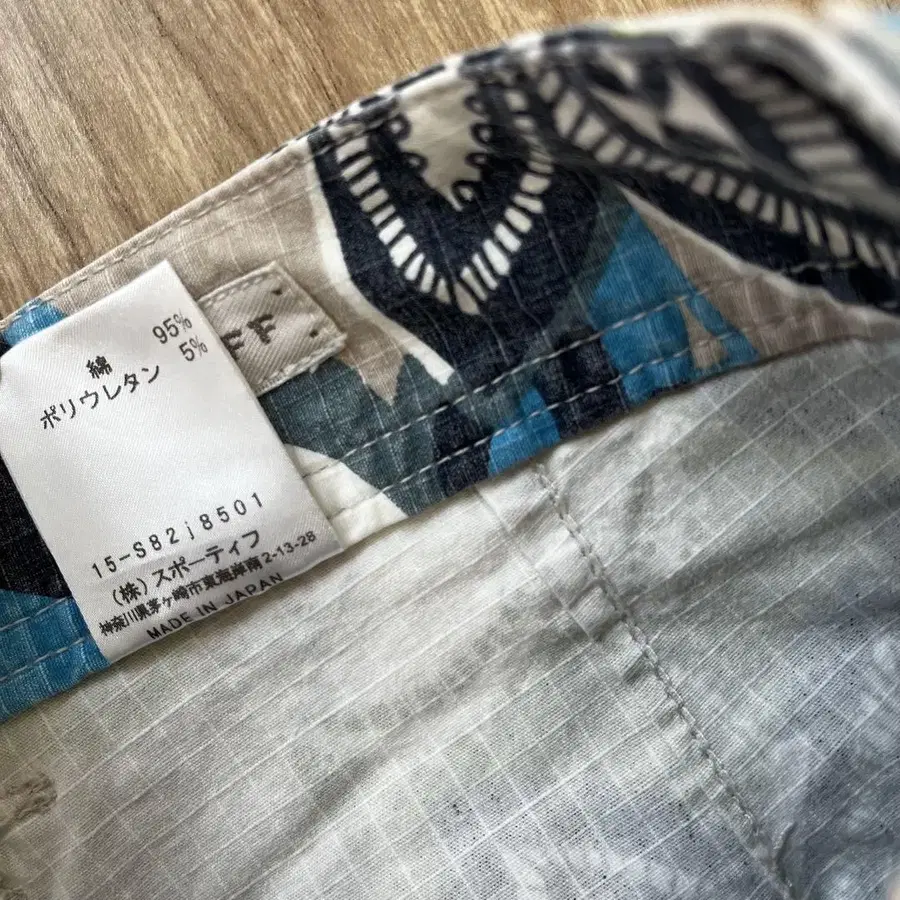 綿 95%
ポリウレタン 5%
15-S82j8501
(株)スポーティフ
神奈川県茅ヶ崎市東海岸南2-13-28
MADE IN JAPAN
FF